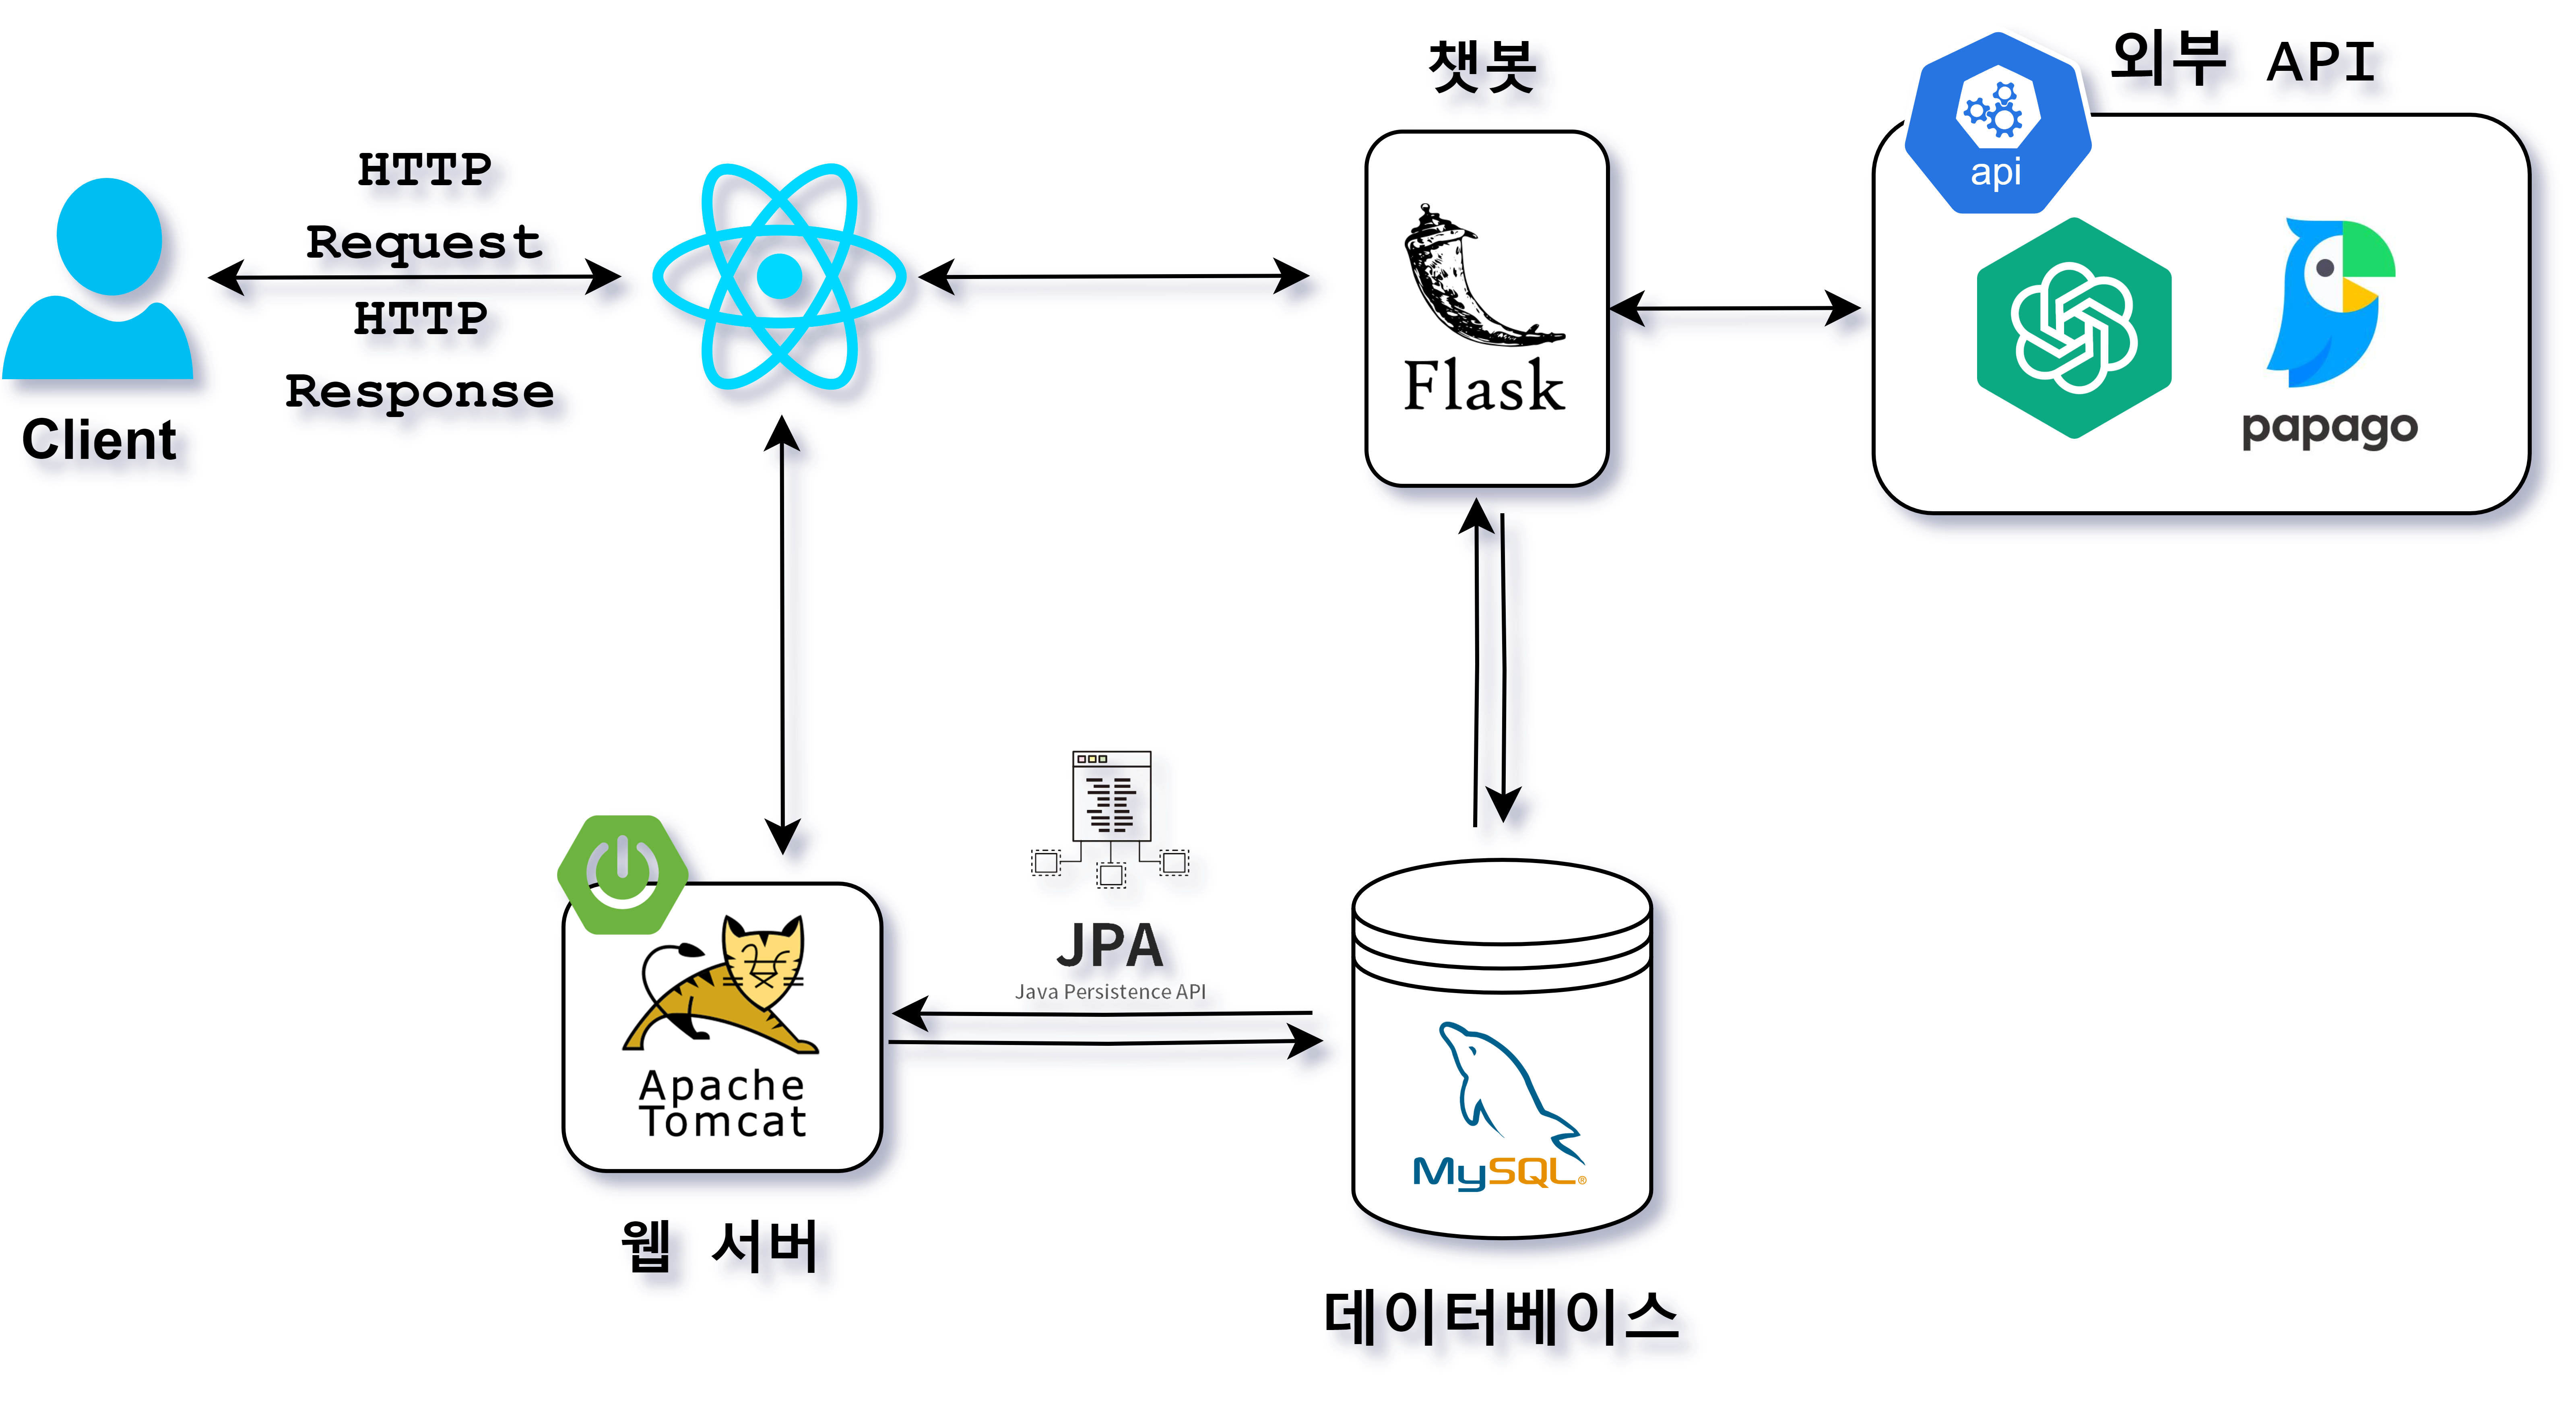 챗봇
외부 API
api
HTTP
Request
HTTP
Response
Client
Flask
papago
JPA
Java Persistence API
Apache
Tomcat
MySQL®
웹 서버
데이터베이스